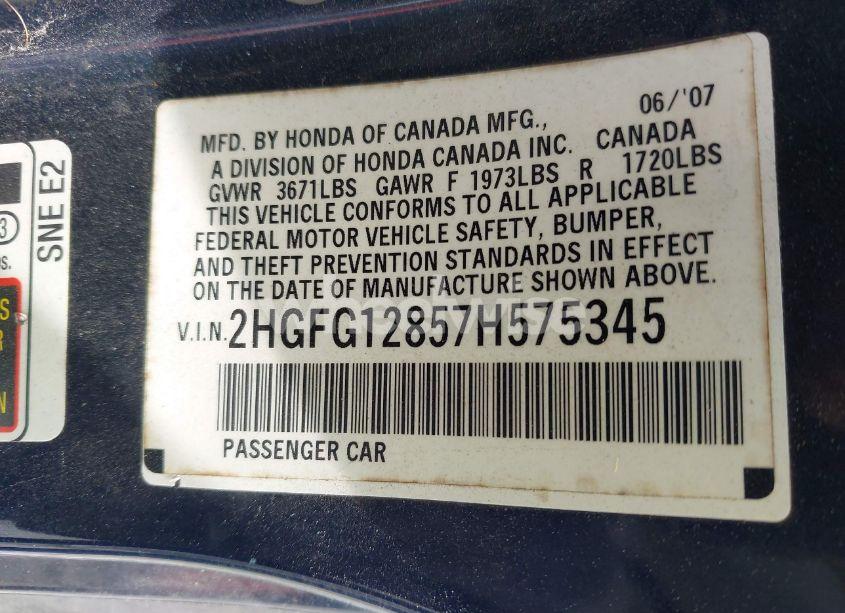 06/'07
MFD. BY HONDA OF CANADA MFG.,
A DIVISION OF HONDA CANADA INC. CANADA
GVWR 3671LBS GAWR F 1973LBS R 1720LBS
THIS VEHICLE CONFORMS TO ALL APPLICABLE
FEDERAL MOTOR VEHICLE SAFETY, BUMPER,
AND THEFT PREVENTION STANDARDS IN EFFECT
ON THE DATE OF MANUFACTURE SHOWN ABOVE.
V.I.N. 2HGFG12857H575345
PASSENGER CAR
SNE E2
3